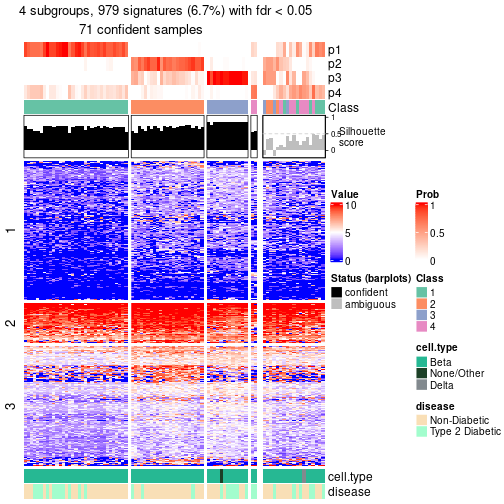 4 subgroups, 979 signatures (6.7%) with fdr < 0.05
71 confident samples
p1
p2
p3
p4
Class
1
0.5
0
Silhouette
score
1
2
3
Value
10
5
0
Prob
1
0.5
0
Status (barplots)
confident
ambiguous
Class
1
2
3
4
cell.type
Beta
None/Other
Delta
disease
Non-Diabetic
Type 2 Diabetic
cell.type
disease